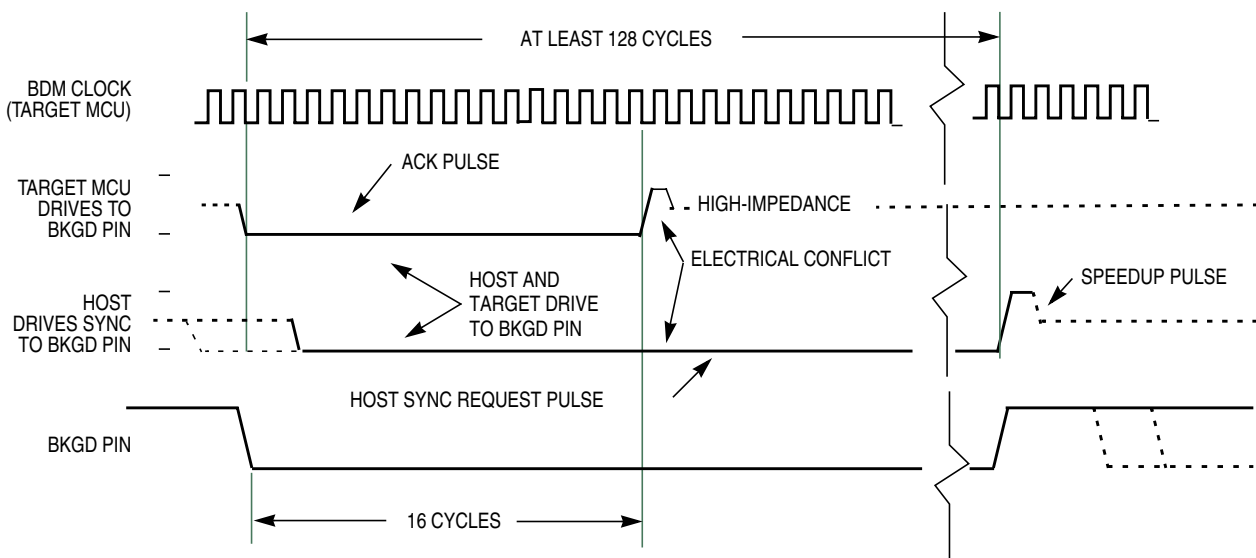 AT LEAST 128 CYCLES
BDM CLOCK
(TARGET MCU)
ACK PULSE
TARGET MCU
DRIVES TO
BKGD PIN
HIGH-IMPEDANCE
ELECTRICAL CONFLICT
HOST AND
TARGET DRIVE
TO BKGD PIN
SPEEDUP PULSE
HOST
DRIVES SYNC
TO BKGD PIN
HOST SYNC REQUEST PULSE
BKGD PIN
16 CYCLES